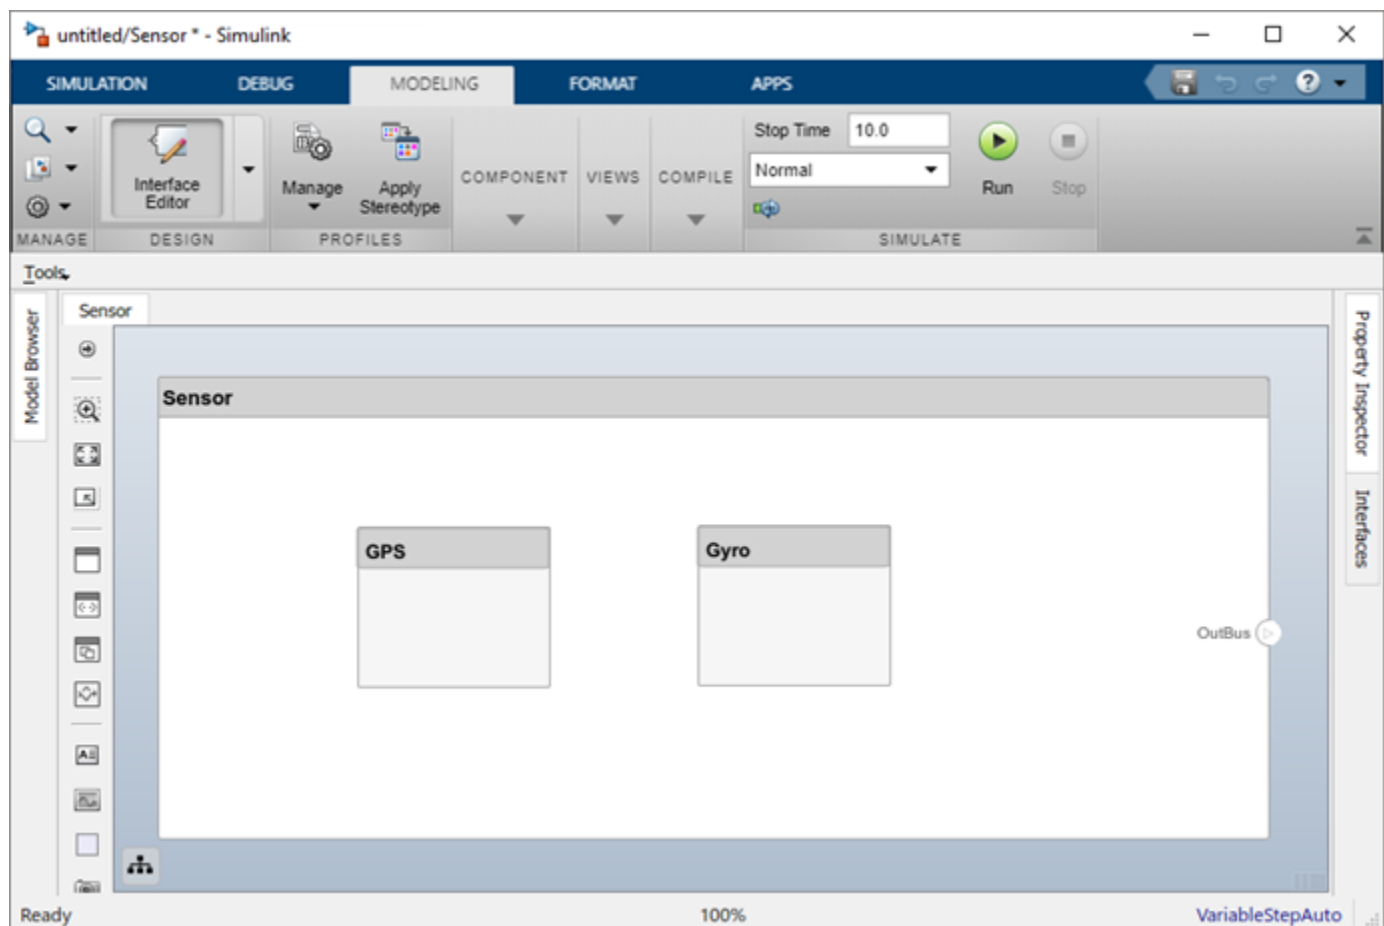 untitled/Sensor * - Simulink
SIMULATION DEBUG MODELING FORMAT APPS
?
Interface Editor
Manage
Apply Stereotype
COMPONENT VIEWS COMPILE
Stop Time 10.0
Normal
Run Stop
MANAGE DESIGN PROFILES SIMULATE
Tools
Model Browser
Sensor
Sensor
GPS Gyro
OutBus
A
Property Inspector
Interfaces
Ready 100% VariableStepAuto